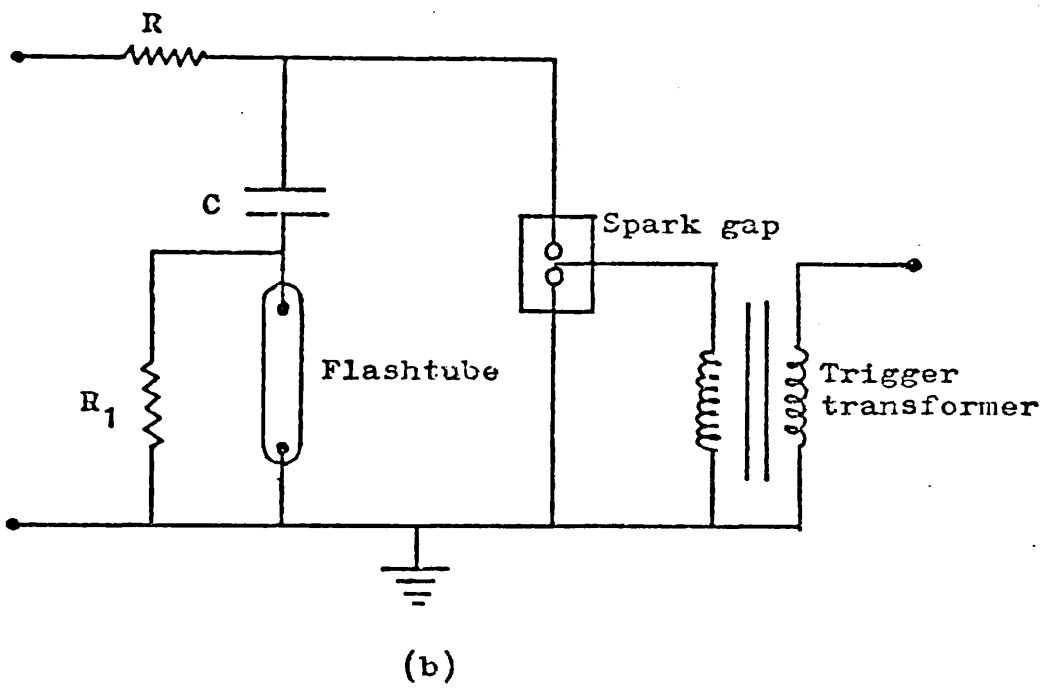 R
C
Spark gap
Flashtube
R1
Trigger
transformer
(b)